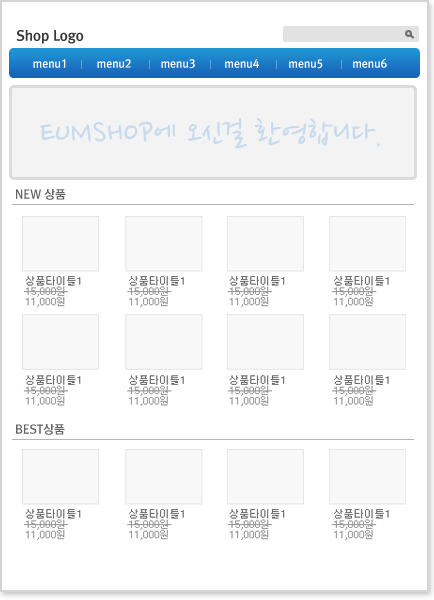 Shop Logo
menu1 menu2 menu3 menu4 menu5 menu6
EUMSHOP에 오신걸 환영합니다.
NEW 상품
상품타이틀1 상품타이틀1 상품타이틀1 상품타이틀1
15,000원 15,000원 15,000원 15,000원
11,000원 11,000원 11,000원 11,000원
상품타이틀1 상품타이틀1 상품타이틀1 상품타이틀1
15,000원 15,000원 15,000원 15,000원
11,000원 11,000원 11,000원 11,000원
BEST상품
상품타이틀1 상품타이틀1 상품타이틀1 상품타이틀1
15,000원 15,000원 15,000원 15,000원
11,000원 11,000원 11,000원 11,000원